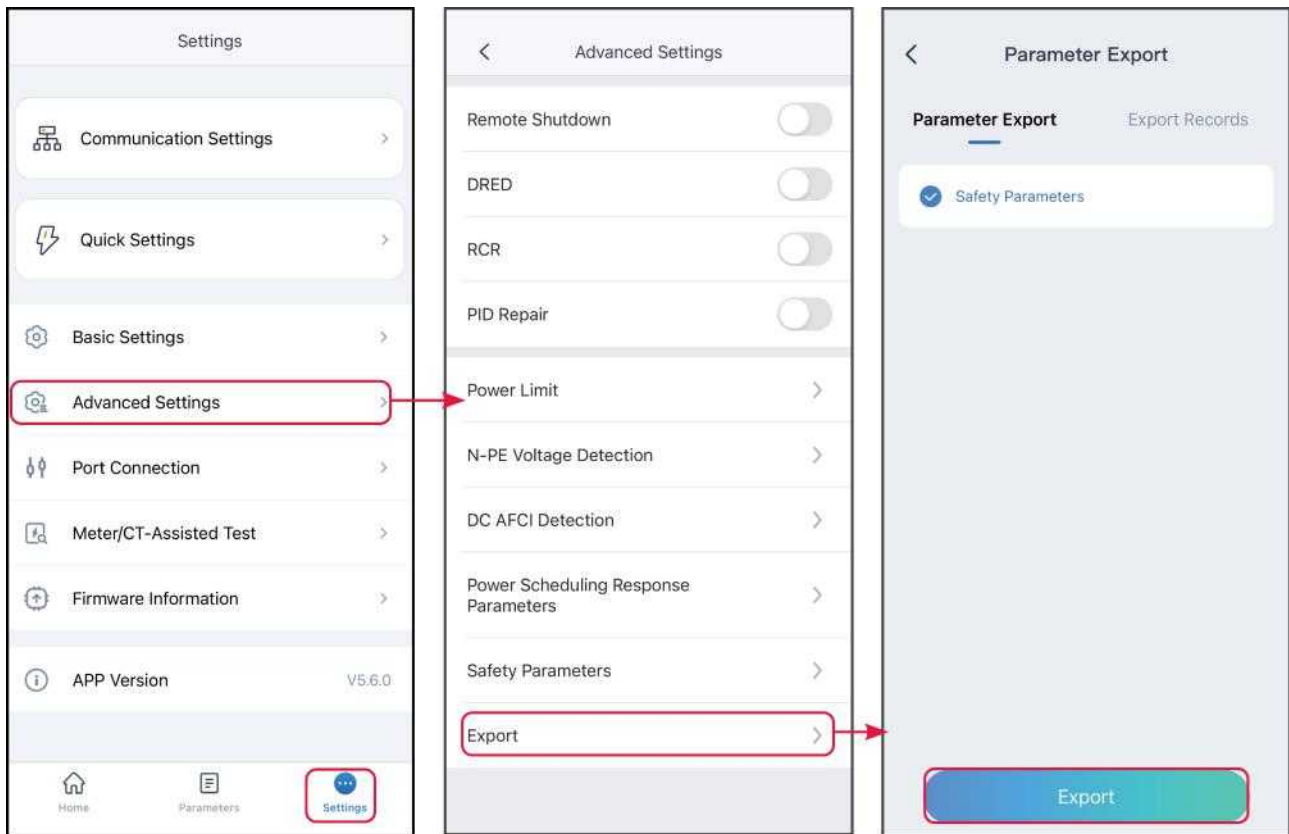 Settings
Communication Settings
Quick Settings
Basic Settings
Advanced Settings
Port Connection
Meter/CT-Assisted Test
Firmware Information
APP Version V5.6.0
Home Parameters Settings
Advanced Settings
Remote Shutdown
DRED
RCR
PID Repair
Power Limit
N-PE Voltage Detection
DC AFCI Detection
Power Scheduling Response
Parameters
Safety Parameters
Export
Parameter Export
Parameter Export Export Records
Safety Parameters
Export